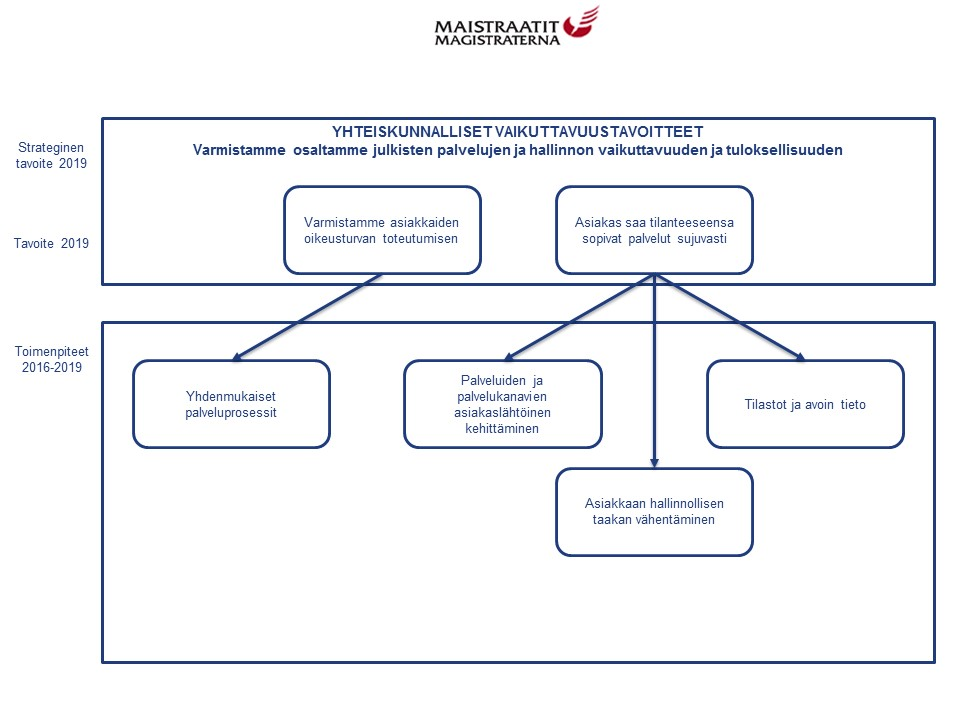 MAISTRAATIT
MAGISTRATERNA
YHTEISKUNNALLISET VAIKUTTAVUUSTAVOITTEET
Varmistamme osaltamme julkisten palvelujen ja hallinnon vaikuttavuuden ja tuloksellisuuden
Strateginen
tavoite 2019
Tavoite 2019
Varmistamme asiakkaiden
oikeusturvan toteutumisen
Asiakas saa tilanteeseensa
sopivat palvelut sujuvasti
Toimenpiteet
2016-2019
Yhdenmukaiset
palveluprosessit
Palveluiden ja
palvelukanavien
asiakaslähtöinen
kehittäminen
Tilastot ja avoin tieto
Asiakkaan hallinnollisen
taakan vähentäminen